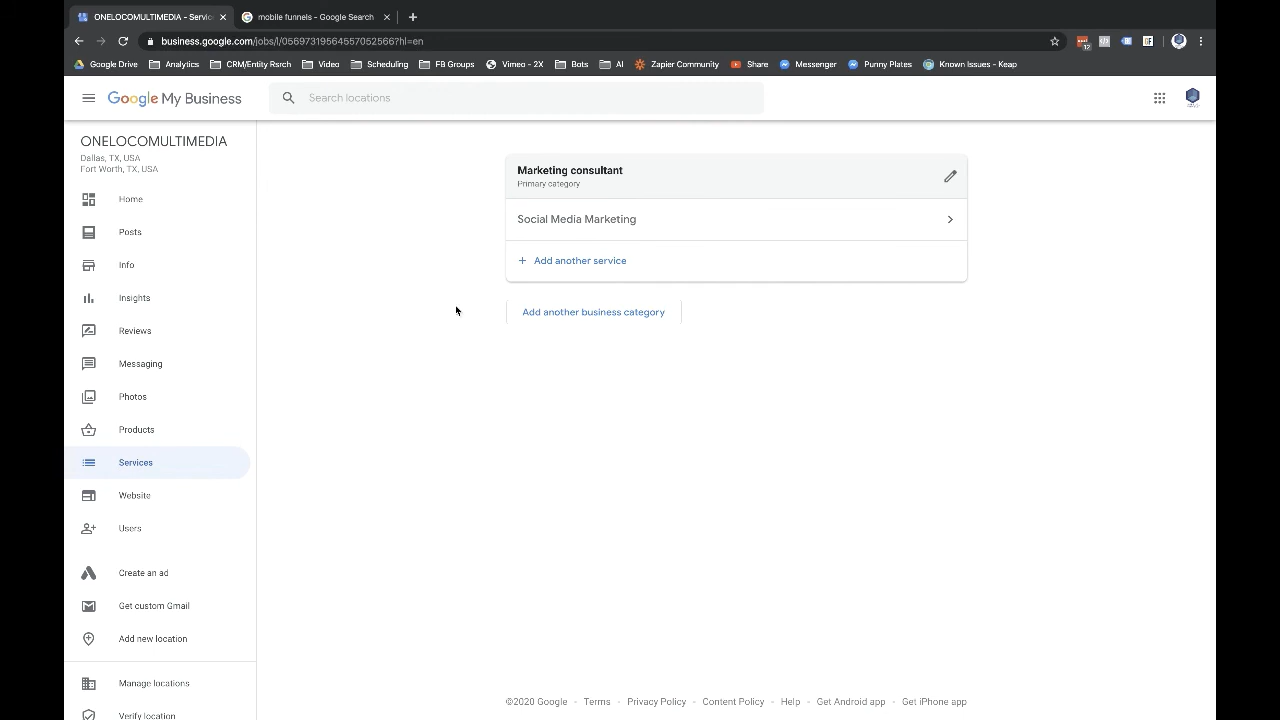 ONELOCOMULTIMEDIA - Servic
mobile funnels - Google Search
business.google.com/jobs/l/05697319564557052566?hl=en
12
Google Drive
Analytics
CRM/Entity Rsrch
Video
Scheduling
FB Groups
Vimeo - 2X
Bots
AI
Zapier Community
Share
Messenger
Punny Plates
Known Issues - Keap
Google My Business
Search locations
ONELOCOMULTIMEDIA
Dallas, TX, USA
Fort Worth, TX, USA
Home
Posts
Info
Insights
Reviews
Messaging
Photos
Products
Services
Website
Users
Create an ad
Get custom Gmail
Add new location
Manage locations
Verify location
Marketing consultant
Primary category
Social Media Marketing
+ Add another service
Add another business category
©2020 Google - Terms - Privacy Policy - Content Policy - Help - Get Android app - Get iPhone app